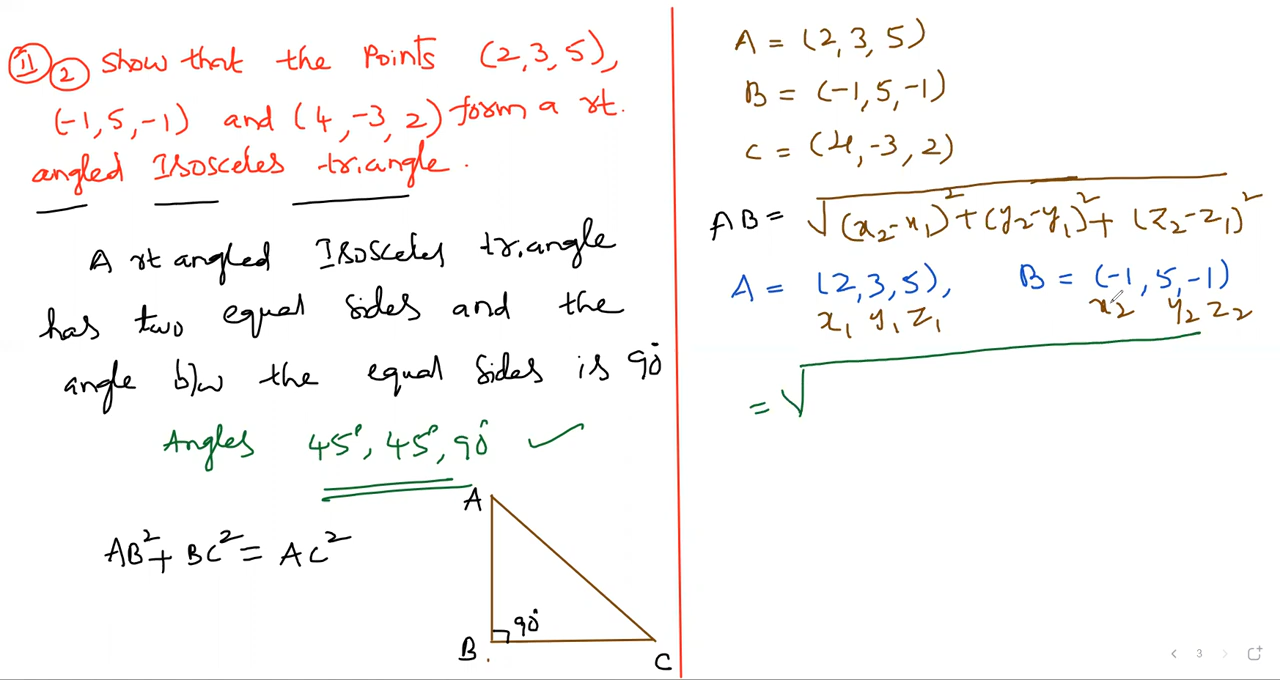 II 2 Show that the Points (2,3,5),
(-1,5,-1) and (4,-3,2) form a rt.
angled Isosceles triangle.
A rt angled Isosceles triangle
has two equal sides and the
angle b/w the equal sides is 90°
Angles 45°, 45°, 90° ✓
AB²+ BC² = AC²
A
90°
B
C
A = (2,3,5)
B = (-1,5,-1)
C = (4,-3,2)
AB = √(x₂-x₁)²+(y₂-y₁)²+(z₂-z₁)²
A = (2,3,5), B = (-1,5,-1)
x₁ y₁ z₁ x₂ y₂ z₂
= √
< 3 >